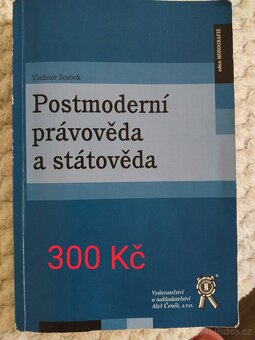 edice MONOGRAFIE
Vladimír Zoubek
Postmoderní
právověda
a státověda
300 Kč
Vydavatelství
a nakladatelství
Aleš Čeněk, s.r.o.